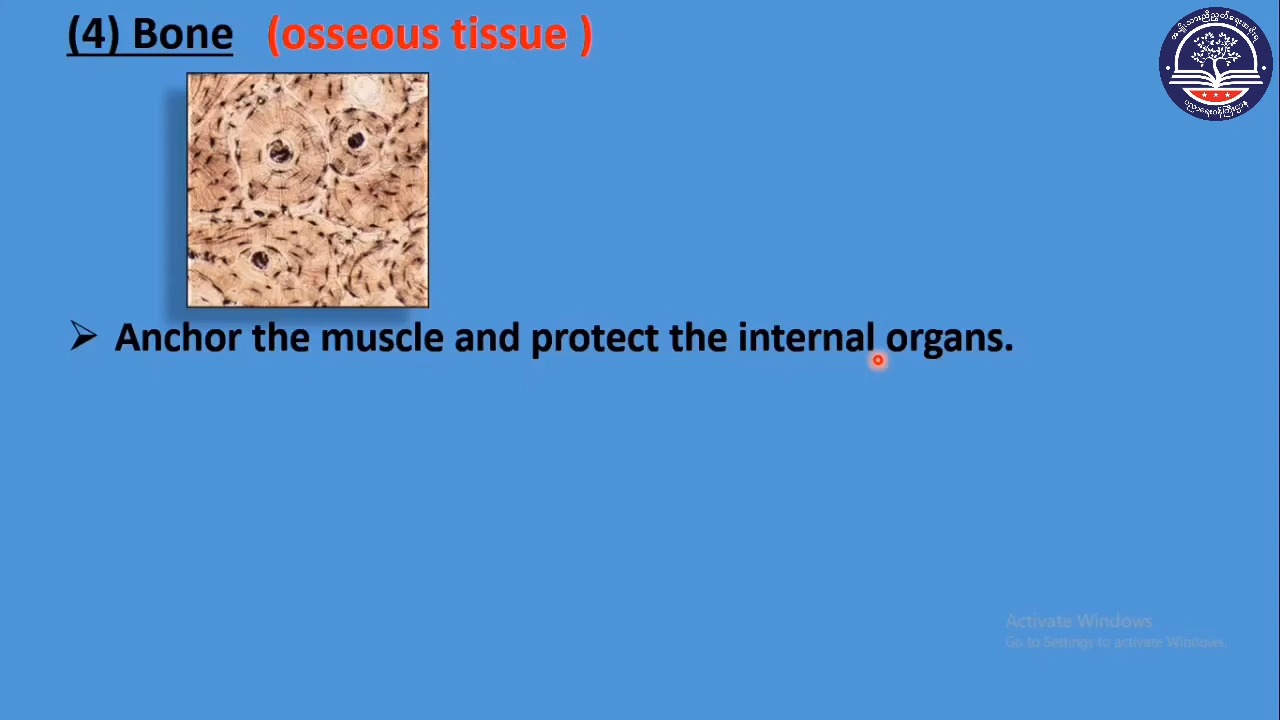 (4) Bone (osseous tissue )
➢ Anchor the muscle and protect the internal organs.
Activate Windows
Go to Settings to activate Windows.